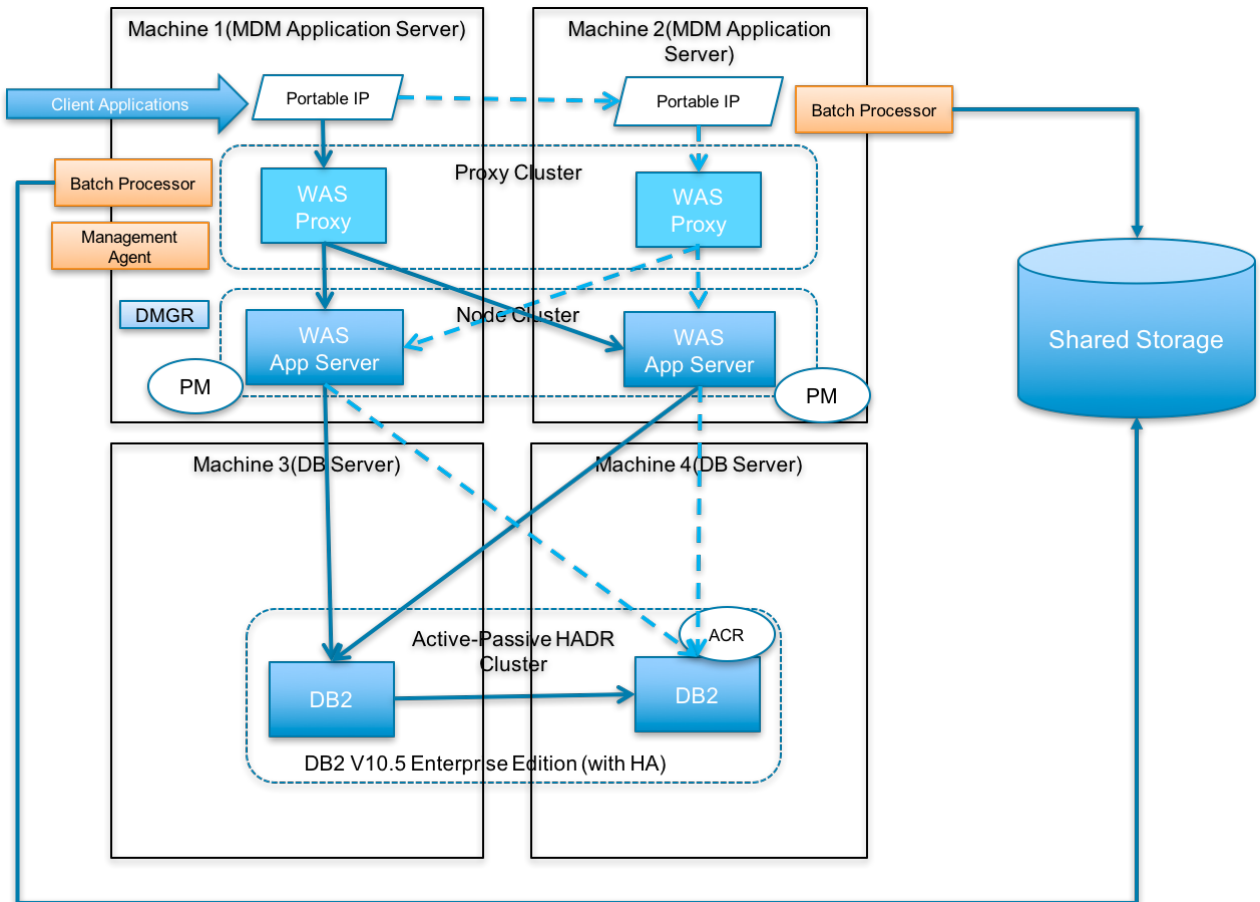 Machine 1(MDM Application Server)
Machine 2(MDM Application
Server)
Client Applications
Portable IP
Portable IP
Batch Processor
Proxy Cluster
Batch Processor
WAS
Proxy
WAS
Proxy
Management
Agent
DMGR
Node Cluster
WAS
App Server
WAS
App Server
Shared Storage
PM
PM
Machine 3(DB Server)
Machine 4(DB Server)
Active-Passive HADR
Cluster
ACR
DB2
DB2
DB2 V10.5 Enterprise Edition (with HA)